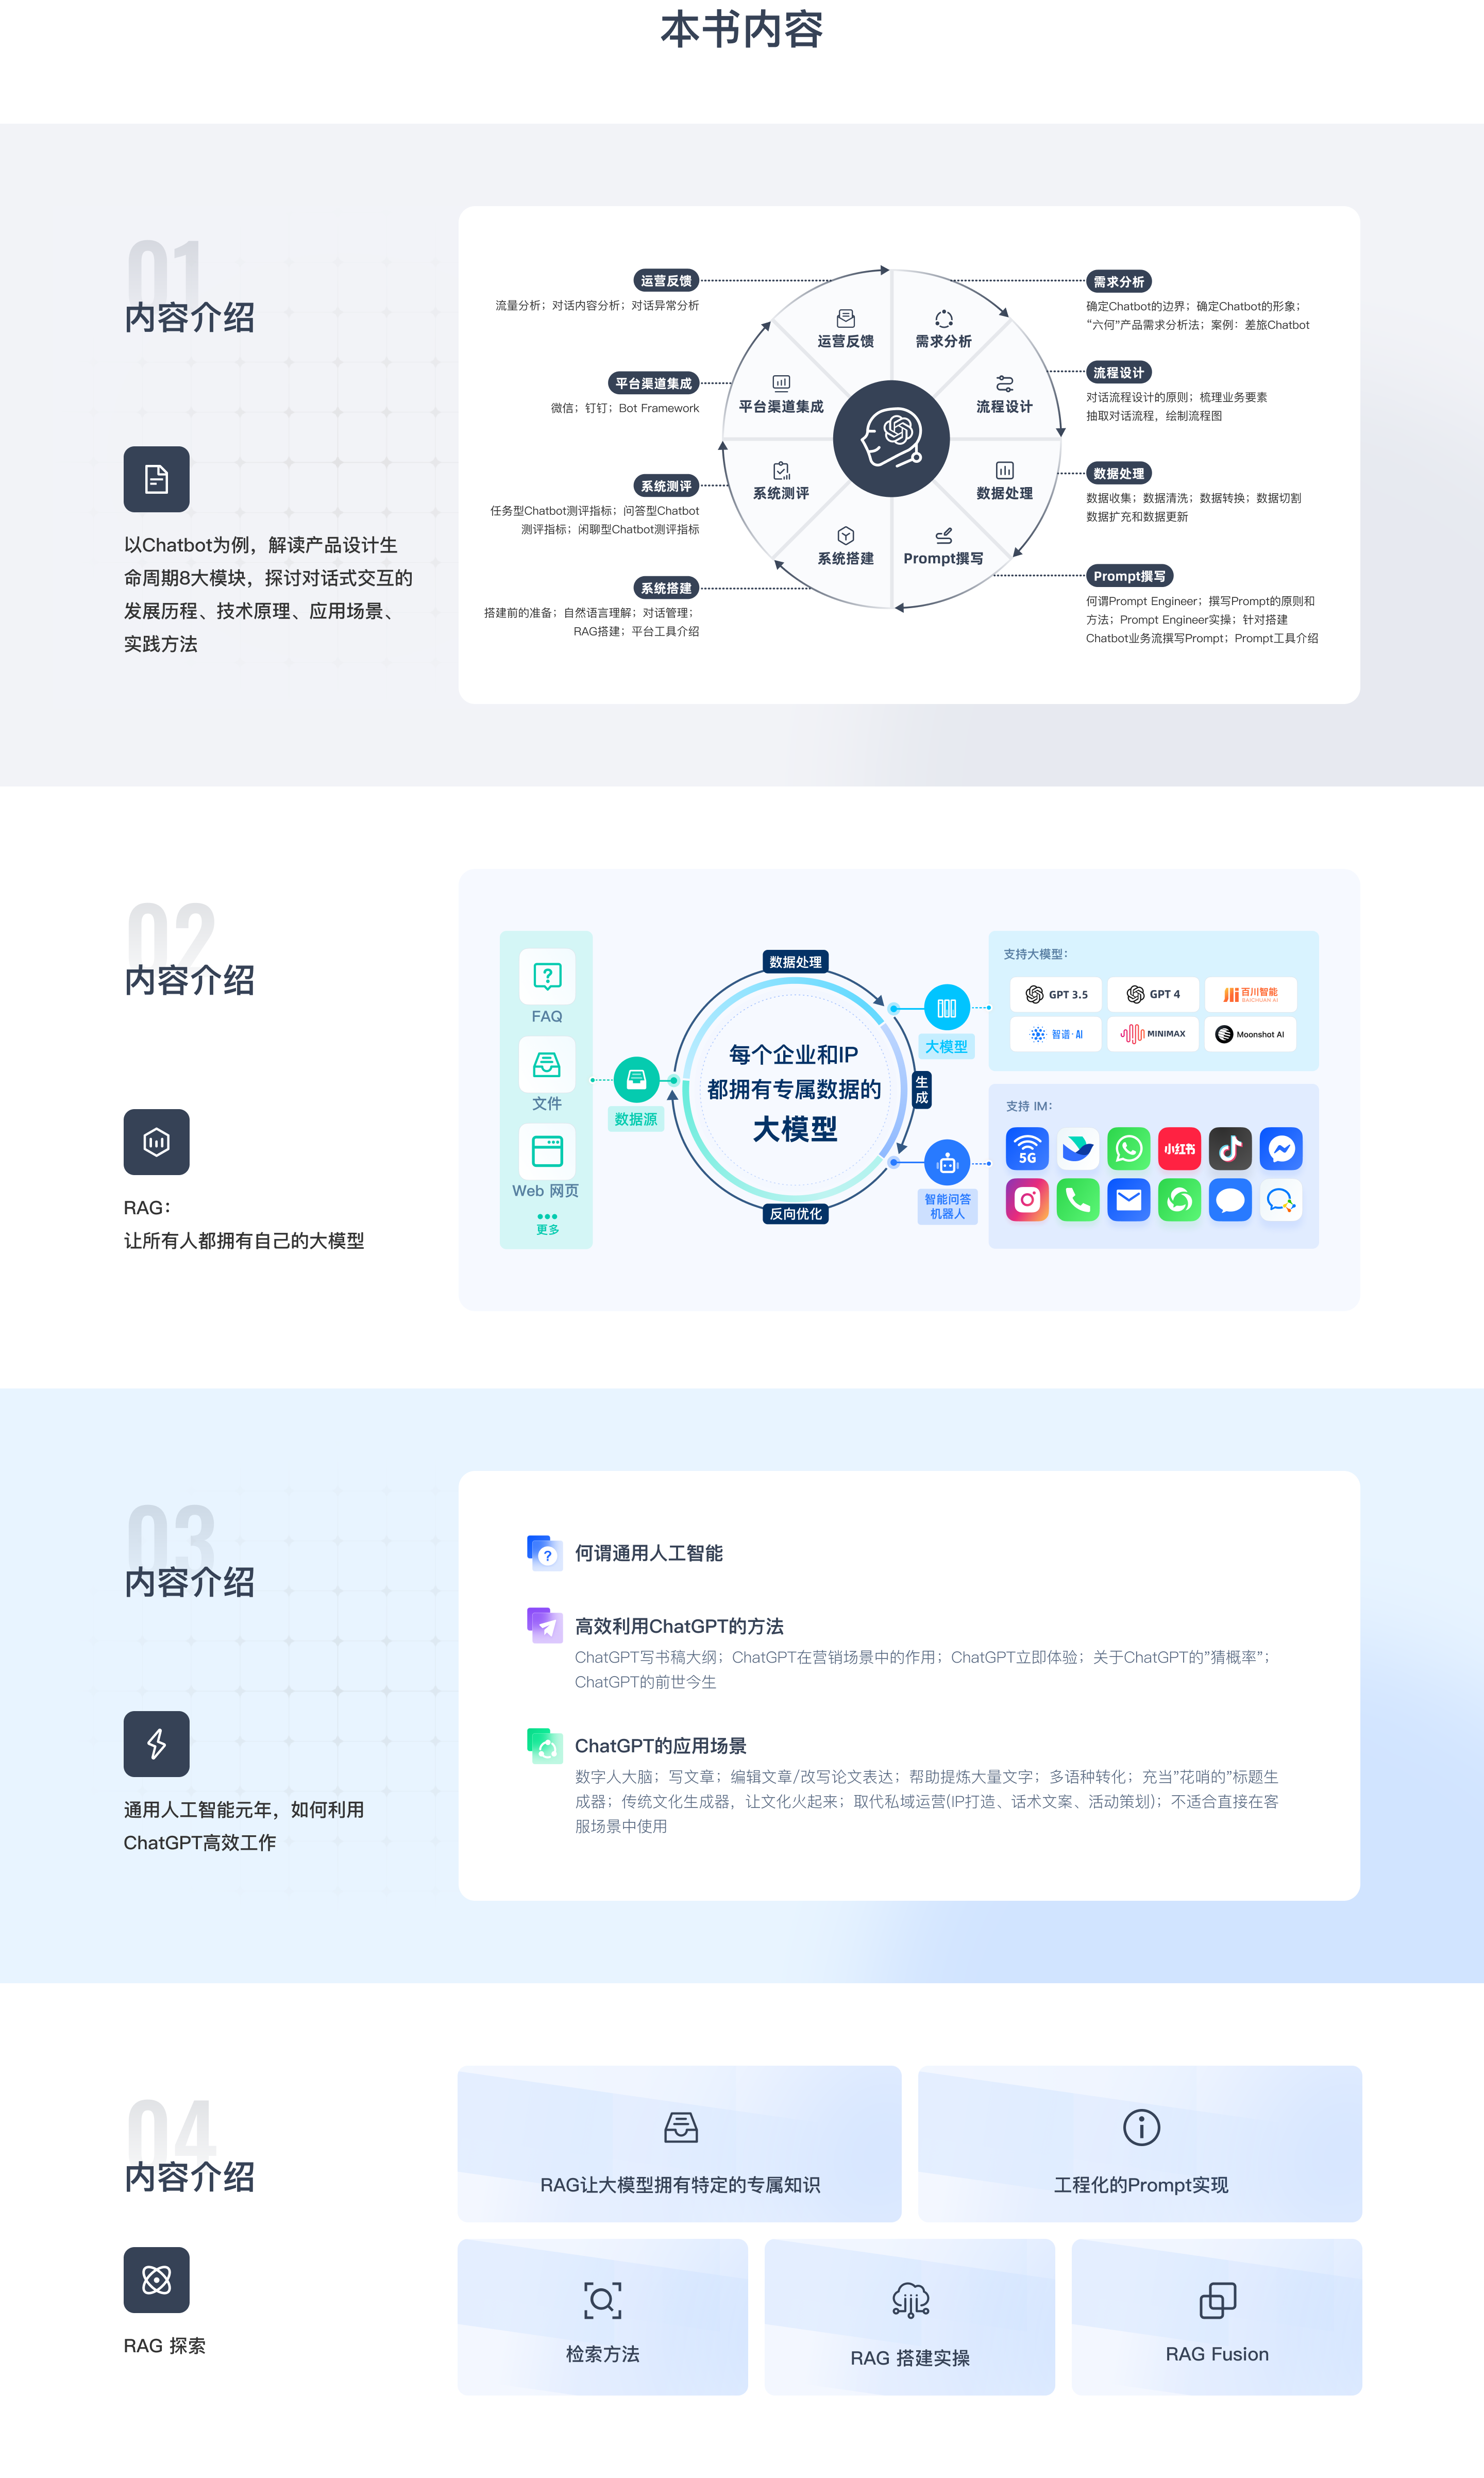 本书内容
01
内容介绍
以Chatbot为例，解读产品设计生
命周期8大模块，探讨对话式交互的
发展历程、技术原理、应用场景、
实践方法
运营反馈
流量分析；对话内容分析；对话异常分析
平台渠道集成
微信；钉钉；Bot Framework
系统测评
任务型Chatbot测评指标；问答型Chatbot
测评指标；闲聊型Chatbot测评指标
系统搭建
搭建前的准备；自然语言理解；对话管理；
RAG搭建；平台工具介绍
运营反馈
需求分析
平台渠道集成
流程设计
系统测评
数据处理
系统搭建
Prompt撰写
需求分析
确定Chatbot的边界；确定Chatbot的形象；
“六何”产品需求分析法；案例：差旅Chatbot
流程设计
对话流程设计的原则；梳理业务要素
抽取对话流程，绘制流程图
数据处理
数据收集；数据清洗；数据转换；数据切割
数据扩充和数据更新
Prompt撰写
何谓Prompt Engineer；撰写Prompt的原则和
方法；Prompt Engineer实操；针对搭建
Chatbot业务流撰写Prompt；Prompt工具介绍
02
内容介绍
RAG：
让所有人都拥有自己的大模型
FAQ
文件
Web 网页
更多
数据源
数据处理
每个企业和IP
都拥有专属数据的
大模型
生成
反向优化
大模型
智能问答
机器人
支持大模型：
GPT 3.5
GPT 4
百川智能
BAICHUAN AI
智谱·AI
MINIMAX
Moonshot AI
支持 IM：
5G
小红书
03
内容介绍
通用人工智能元年，如何利用
ChatGPT高效工作
何谓通用人工智能
高效利用ChatGPT的方法
ChatGPT写书稿大纲；ChatGPT在营销场景中的作用；ChatGPT立即体验；关于ChatGPT的”猜概率”；
ChatGPT的前世今生
ChatGPT的应用场景
数字人大脑；写文章；编辑文章/改写论文表达；帮助提炼大量文字；多语种转化；充当”花哨的”标题生
成器；传统文化生成器，让文化火起来；取代私域运营(IP打造、话术文案、活动策划)；不适合直接在客
服场景中使用
04
内容介绍
RAG 探索
RAG让大模型拥有特定的专属知识
工程化的Prompt实现
检索方法
RAG 搭建实操
RAG Fusion